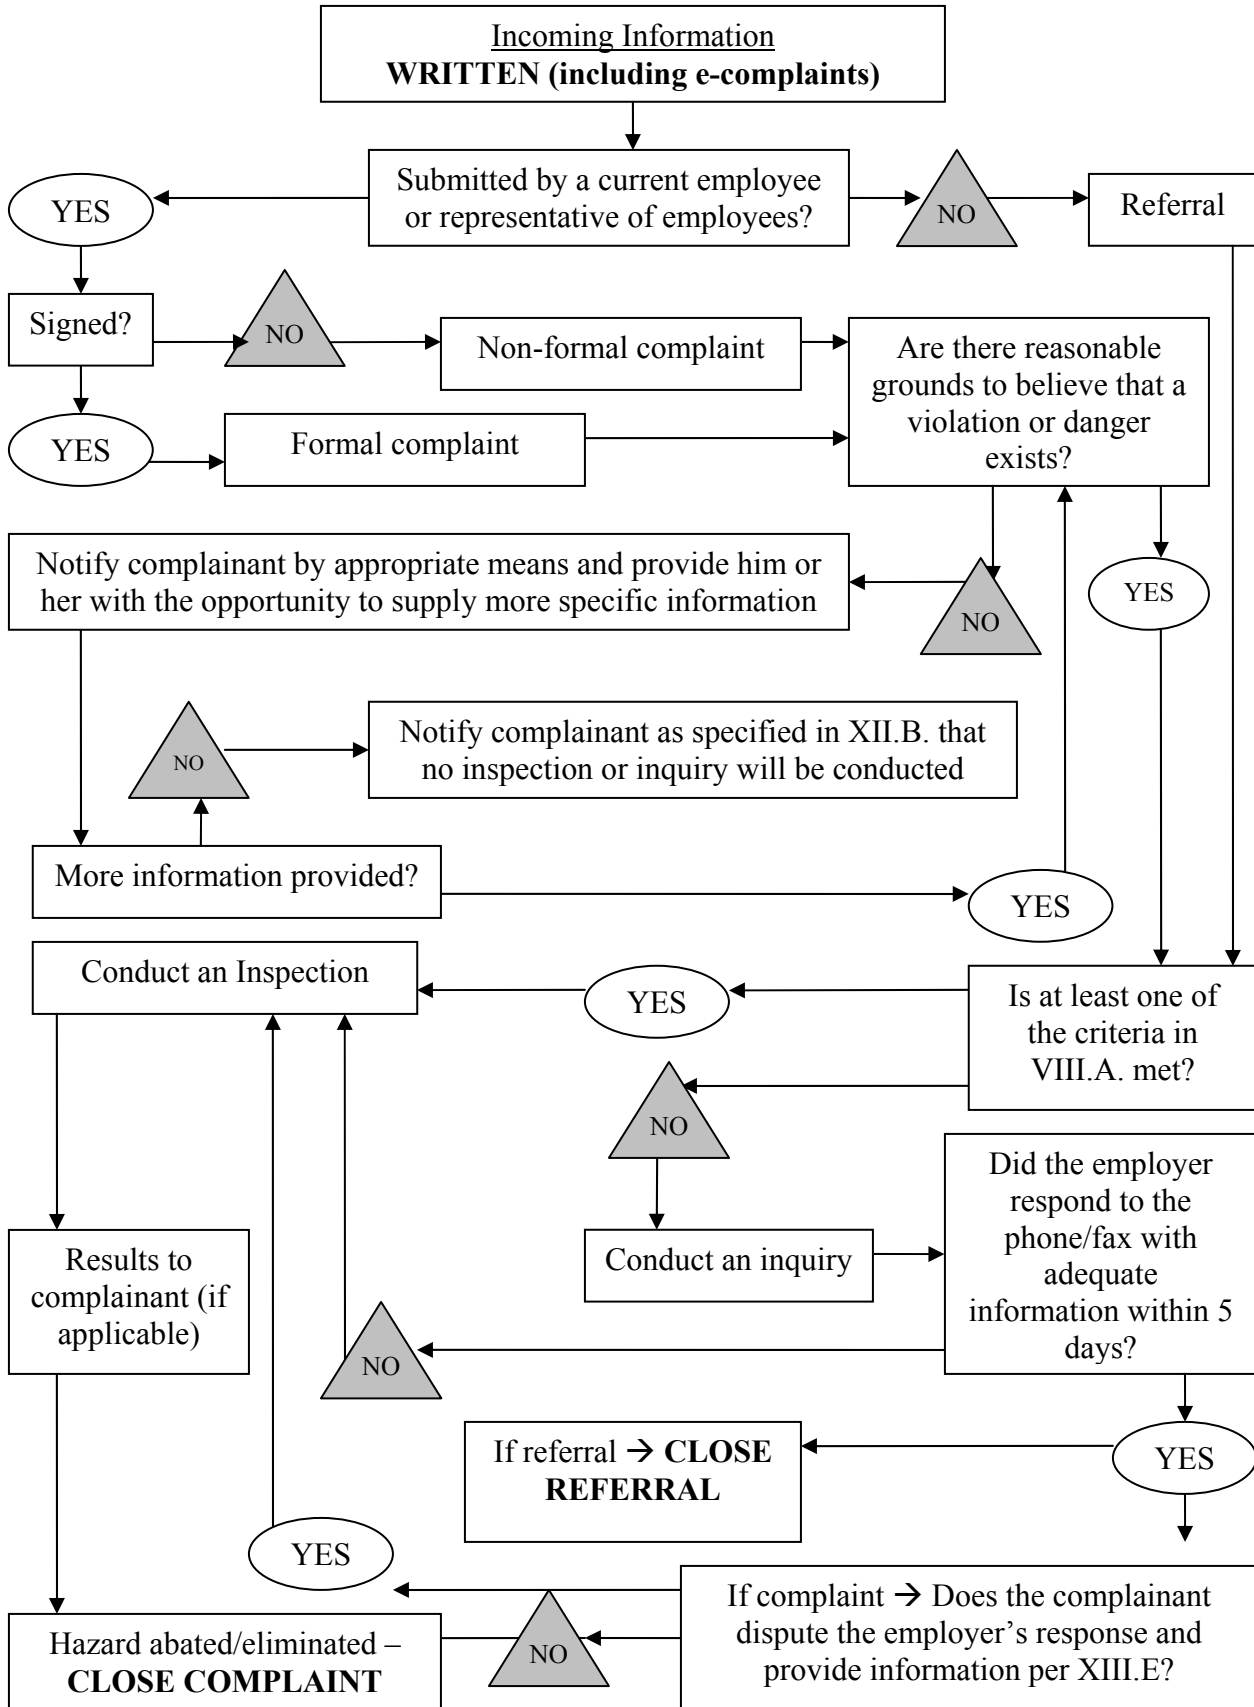 Incoming Information
WRITTEN (including e-complaints)
Submitted by a current employee
or representative of employees?
YES
NO
Referral
Signed?
NO
Non-formal complaint
Are there reasonable
grounds to believe that a
violation or danger
exists?
YES
Formal complaint
Notify complainant by appropriate means and provide him or
her with the opportunity to supply more specific information
NO
YES
NO
Notify complainant as specified in XII.B. that
no inspection or inquiry will be conducted
More information provided?
YES
Conduct an Inspection
YES
Is at least one of
the criteria in
VIII.A. met?
NO
Did the employer
respond to the
phone/fax with
adequate
information within 5
days?
Conduct an inquiry
Results to
complainant (if
applicable)
NO
If referral → CLOSE
REFERRAL
YES
YES
If complaint → Does the complainant
dispute the employer’s response and
provide information per XIII.E?
NO
Hazard abated/eliminated –
CLOSE COMPLAINT